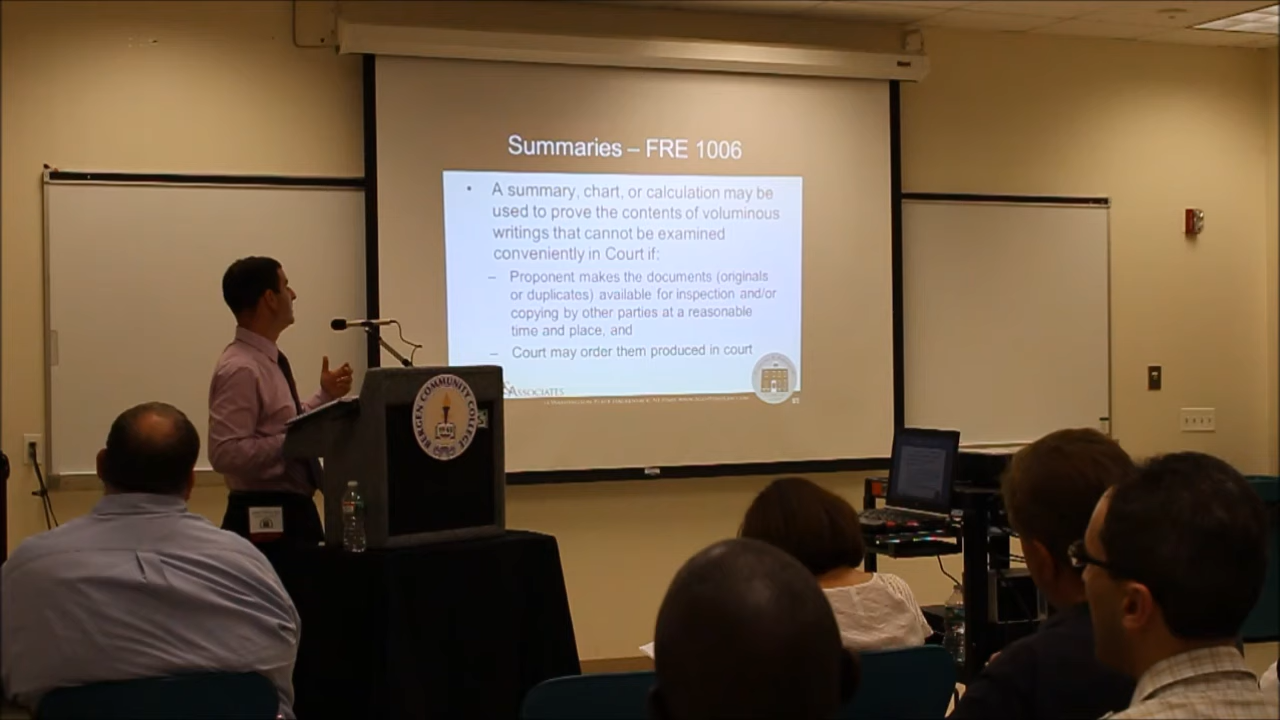 Summaries – FRE 1006
• A summary, chart, or calculation may be
used to prove the contents of voluminous
writings that cannot be examined
conveniently in Court if:
– Proponent makes the documents (originals
or duplicates) available for inspection and/or
copying by other parties at a reasonable
time and place, and
– Court may order them produced in court
& ASSOCIATES
BERGEN COMMUNITY COLLEGE